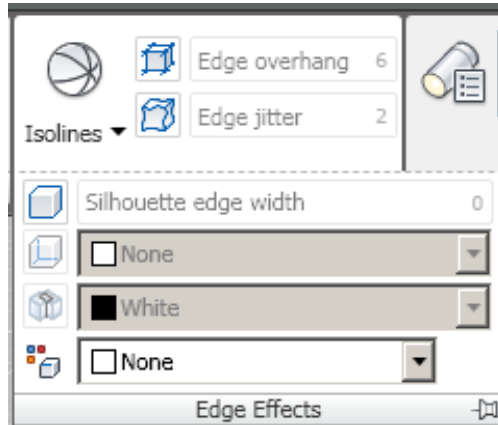 Edge overhang 6
Edge jitter 2
Isolines
Silhouette edge width 0
None
White
None
Edge Effects